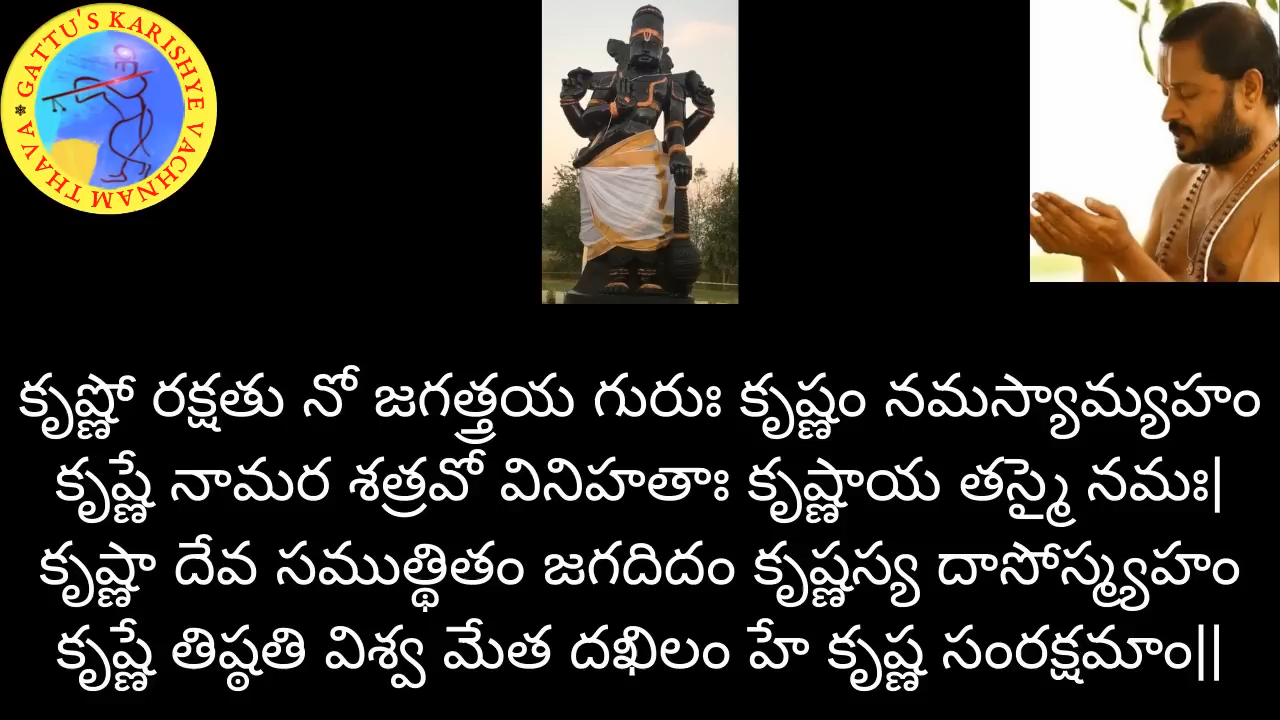 GATTU'S KARISHYE VACHNAM THAVA
కృష్ణో రక్షతు నో జగత్త్రయ గురుః కృష్ణం నమస్యామ్యహం
కృష్ణే నామర శత్రవో వినిహతాః కృష్ణాయ తస్మై నమః|
కృష్ణా దేవ సముత్థితం జగదిదం కృష్ణస్య దాసోస్మ్యహం
కృష్ణే తిష్ఠతి విశ్వ మేత దఖిలం హే కృష్ణ సంరక్షమాం||